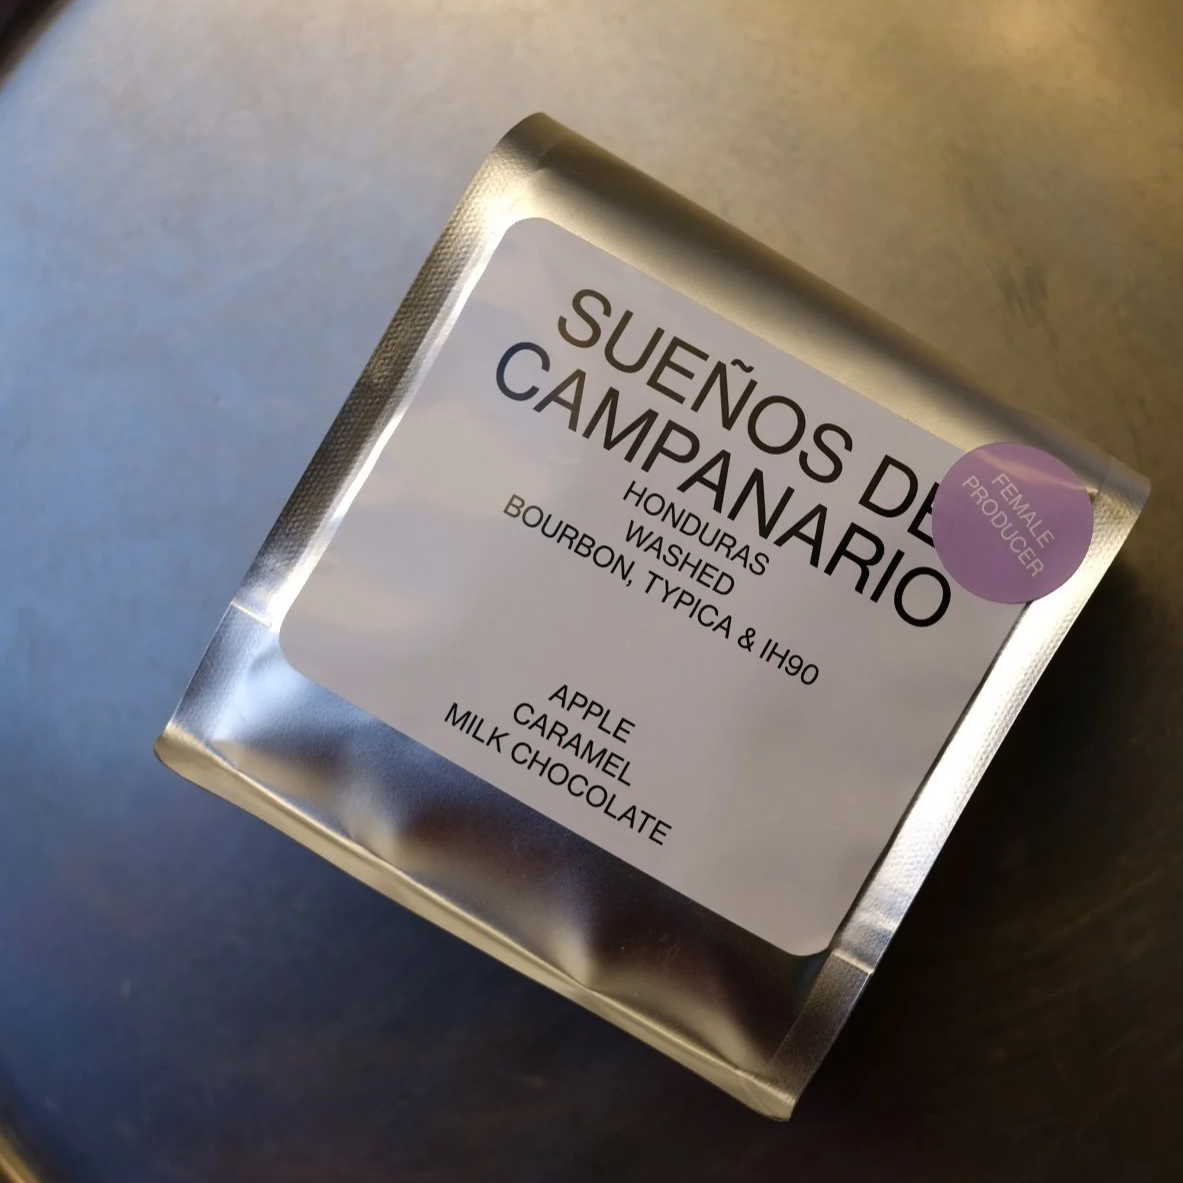 SUEÑOS DE
CAMPANARIO
HONDURAS
WASHED
BOURBON, TYPICA & IH90
APPLE
CARAMEL
MILK CHOCOLATE
FEMALE
PRODUCER